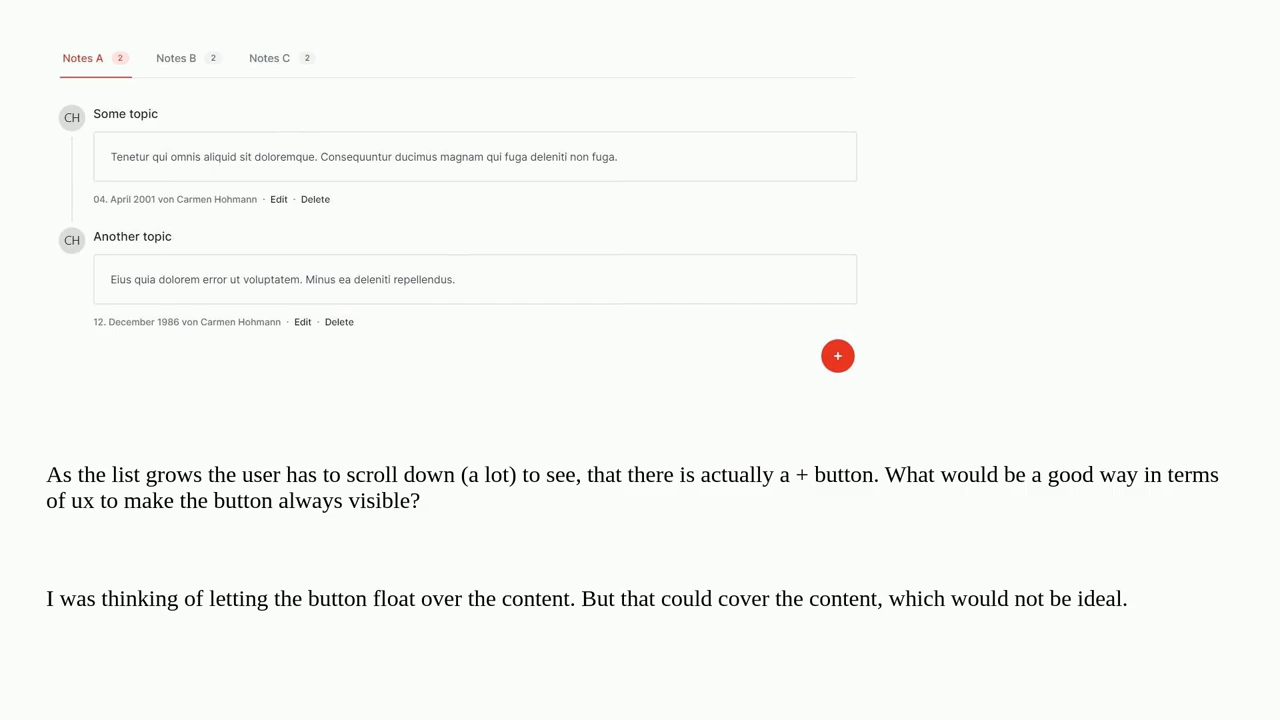 Notes A 2 Notes B 2 Notes C 2
CH Some topic
Tenetur qui omnis aliquid sit doloremque. Consequuntur ducimus magnam qui fuga deleniti non fuga.
04. April 2001 von Carmen Hohmann · Edit · Delete
CH Another topic
Eius quia dolorem error ut voluptatem. Minus ea deleniti repellendus.
12. December 1986 von Carmen Hohmann · Edit · Delete
+
As the list grows the user has to scroll down (a lot) to see, that there is actually a + button. What would be a good way in terms
of ux to make the button always visible?
I was thinking of letting the button float over the content. But that could cover the content, which would not be ideal.